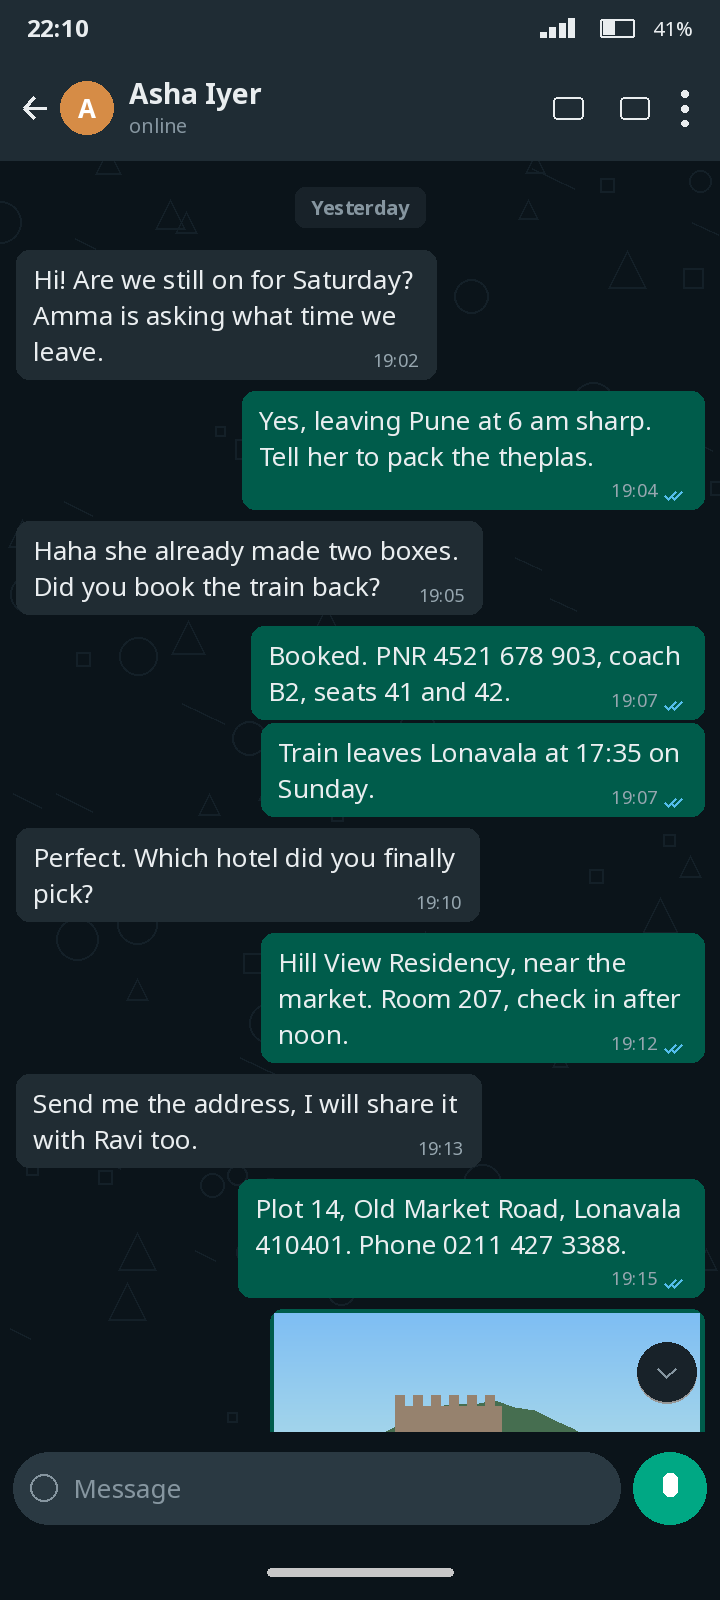 22:10
41%
A
Asha Iyer
online
Yesterday
Hi! Are we still on for Saturday?
Amma is asking what time we
leave.
19:02
Yes, leaving Pune at 6 am sharp.
Tell her to pack the theplas.
19:04
Haha she already made two boxes.
Did you book the train back?
19:05
Booked. PNR 4521 678 903, coach
B2, seats 41 and 42.
19:07
Train leaves Lonavala at 17:35 on
Sunday.
19:07
Perfect. Which hotel did you finally
pick?
19:10
Hill View Residency, near the
market. Room 207, check in after
noon.
19:12
Send me the address, I will share it
with Ravi too.
19:13
Plot 14, Old Market Road, Lonavala
410401. Phone 0211 427 3388.
19:15
Message